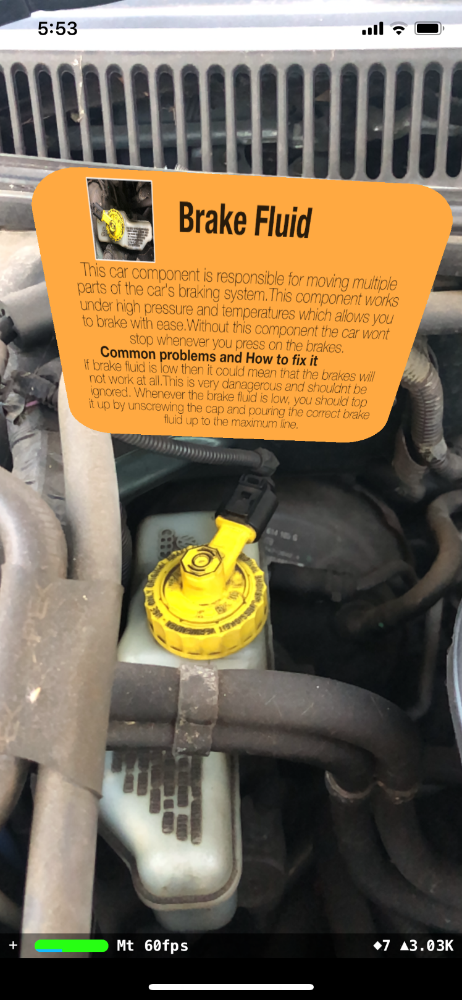 5:53
Brake Fluid
This car component is responsible for moving multiple
parts of the car's braking system.This component works
under high pressure and temperatures which allows you
to brake with ease.Without this component the car wont
stop whenever you press on the brakes.
Common problems and How to fix it
If brake fluid is low then it could mean that the brakes will
not work at all.This is very danagerous and shouldnt be
ignored. Whenever the brake fluid is low, you should top
it up by unscrewing the cap and pouring the correct brake
fluid up to the maximum line.
+ Mt 60fps ◆7 ▲3.03K